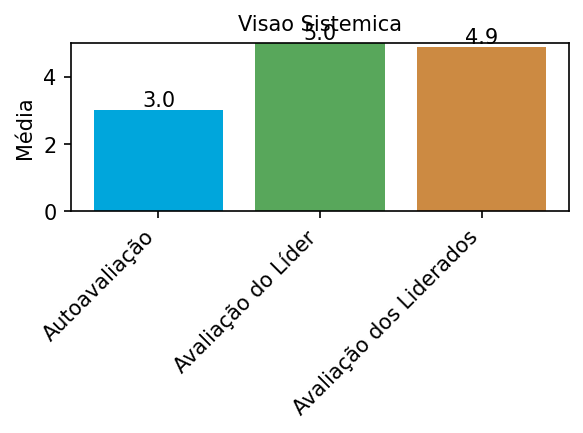 Visao Sistemica
Média
4
2
0
3.0
5.0
4.9
Autoavaliação
Avaliação do Líder
Avaliação dos Liderados